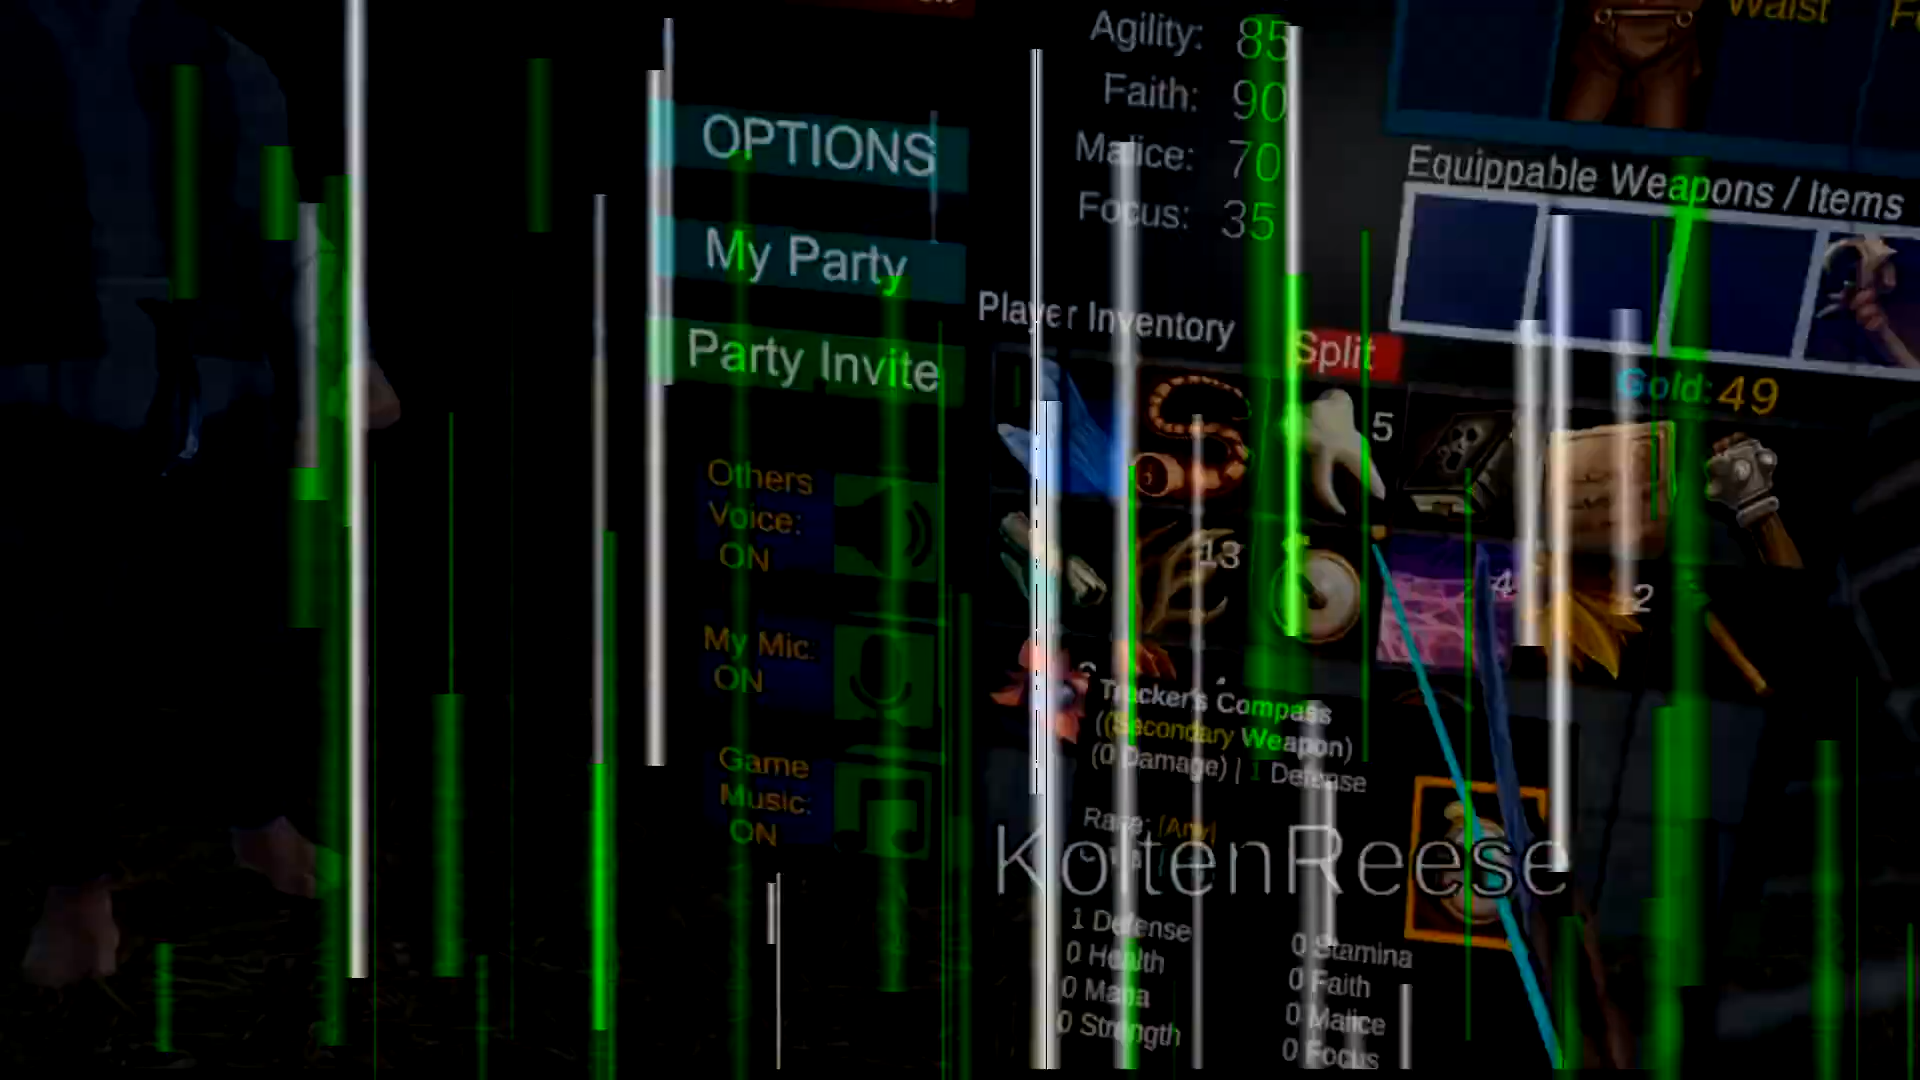 Agility: 85
Waist
Faith: 90
OPTIONS
Malice: 70
Equippable Weapons / Items
Focus: 35
My Party
Player Inventory
Party Invite
Split
Gold: 49
5
Others
Voice:
ON
13
4
2
My Mic:
ON
Tracker's Compass
((Secondary Weapon)
(0 Damage) | 1 Defense
Game
Music:
ON
[Any]
KoltenReese
1 Defense
0 Health
0 Mana
0 Strength
0 Stamina
0 Faith
0 Malice
0 Focus